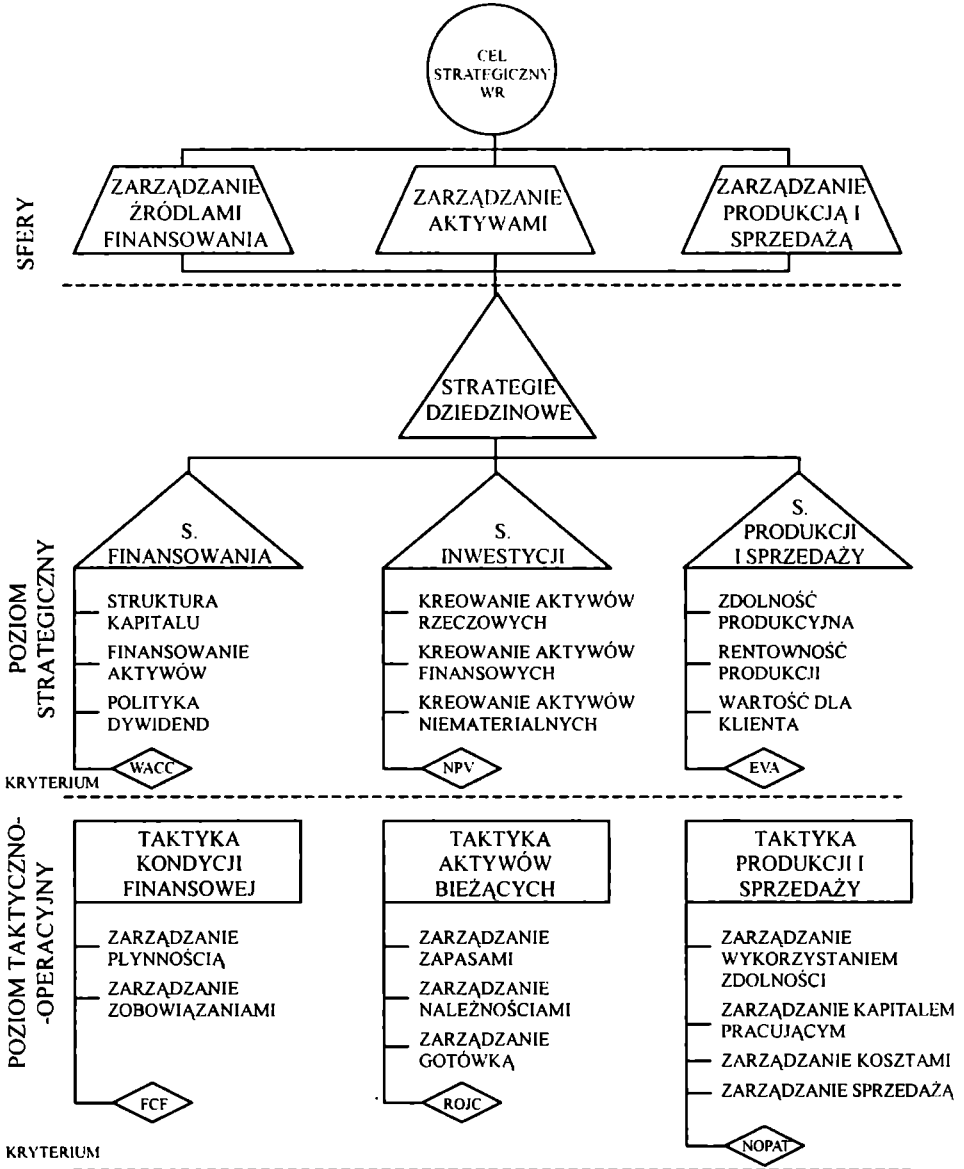 CEL
STRATEGICZNY
WR
SFERY
ZARZĄDZANIE
ŹRÓDŁAMI
FINANSOWANIA
ZARZĄDZANIE
AKTYWAMI
ZARZĄDZANIE
PRODUKCJĄ I
SPRZEDAŻĄ
STRATEGIE
DZIEDZINOWE
POZIOM
STRATEGICZNY
S.
FINANSOWANIA
STRUKTURA
KAPITALU
FINANSOWANIE
AKTYWÓW
POLITYKA
DYWIDEND
WACC
S.
INWESTYCJI
KREOWANIE AKTYWÓW
RZECZOWYCH
KREOWANIE AKTYWÓW
FINANSOWYCH
KREOWANIE AKTYWÓW
NIEMATERIALNYCH
NPV
S.
PRODUKCJI
I SPRZEDAŻY
ZDOLNOŚĆ
PRODUKCYJNA
RENTOWNOŚĆ
PRODUKCJI
WARTOŚĆ DLA
KLIENTA
EVA
KRYTERIUM
POZIOM TAKTYCZNO-
-OPERACYJNY
TAKTYKA
KONDYCJI
FINANSOWEJ
ZARZĄDZANIE
PŁYNNOŚCIĄ
ZARZĄDZANIE
ZOBOWIĄZANIAMI
FCF
TAKTYKA
AKTYWÓW
BIEŻĄCYCH
ZARZĄDZANIE
ZAPASAMI
ZARZĄDZANIE
NALEŻNOŚCIAMI
ZARZĄDZANIE
GOTÓWKĄ
ROJC
TAKTYKA
PRODUKCJI I
SPRZEDAŻY
ZARZĄDZANIE
WYKORZYSTANIEM
ZDOLNOŚCI
ZARZĄDZANIE KAPITALEM
PRACUJĄCYM
ZARZĄDZANIE KOSZTAMI
ZARZĄDZANIE SPRZEDAŻĄ
NOPAT
KRYTERIUM